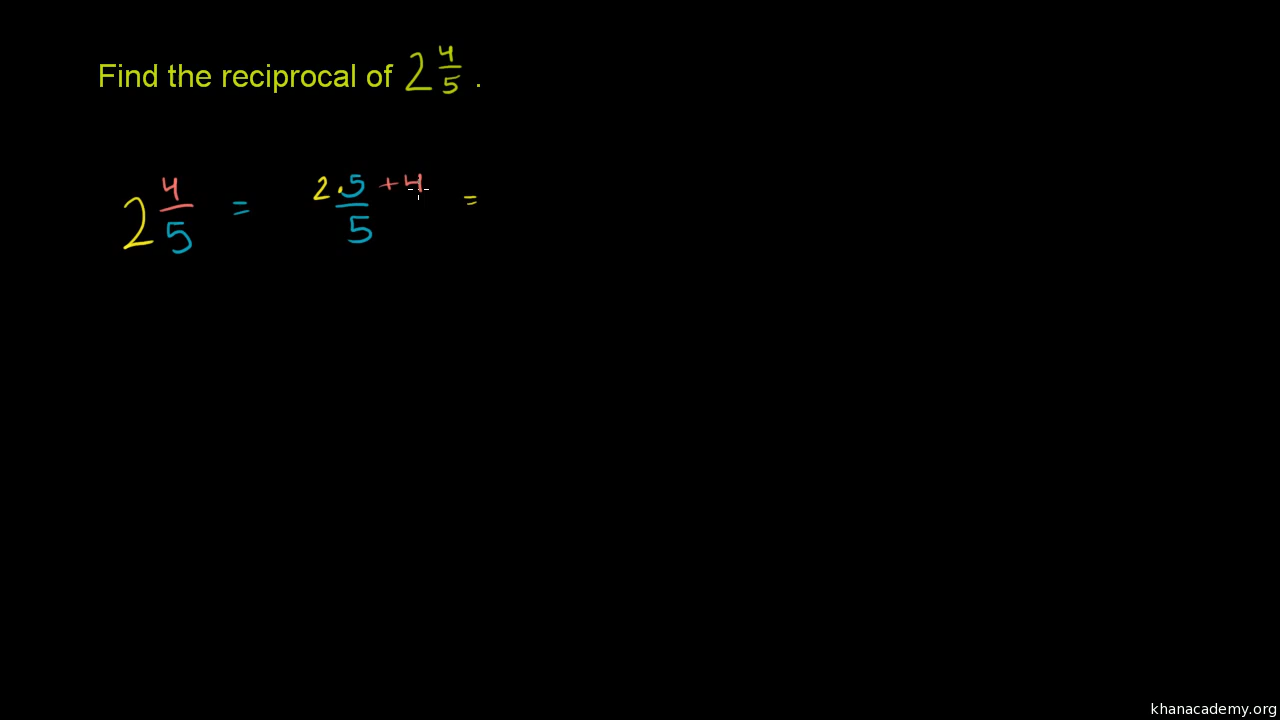 Find the reciprocal of 2 4/5 .
2 4/5 = 2·5+4/5 =
khanacademy.org